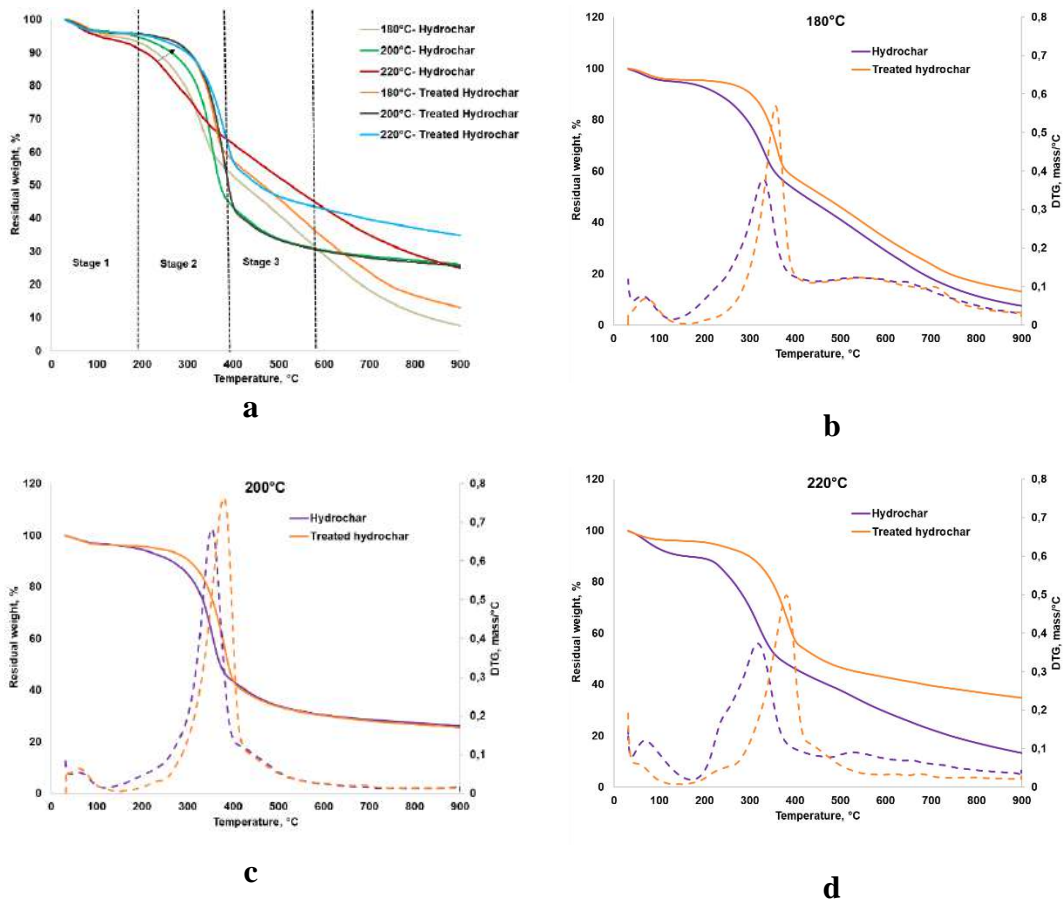 100
90
80
70
60
50
40
30
20
10
0
Residual weight, %
180°C- Hydrochar
200°C- Hydrochar
220°C- Hydrochar
180°C- Treated Hydrochar
200°C- Treated Hydrochar
220°C- Treated Hydrochar
Stage 1
Stage 2
Stage 3
0 100 200 300 400 500 600 700 800 900
Temperature, °C
a
180°C
120
100
80
60
40
20
0
Residual weight, %
Hydrochar
Treated hydrochar
0,8
0,7
0,6
0,5
0,4
0,3
0,2
0,1
0
DTG, mass/°C
0 100 200 300 400 500 600 700 800 900
Temperature, °C
b
200°C
120
100
80
60
40
20
0
Residual weight, %
Hydrochar
Treated hydrochar
0,8
0,7
0,6
0,5
0,4
0,3
0,2
0,1
0
DTG, mass/°C
0 100 200 300 400 500 600 700 800 900
Temperature, °C
c
220°C
120
100
80
60
40
20
0
Residual weight, %
Hydrochar
Treated hydrochar
0,8
0,7
0,6
0,5
0,4
0,3
0,2
0,1
0
DTG, mass/°C
0 100 200 300 400 500 600 700 800 900
Temperature, °C
d